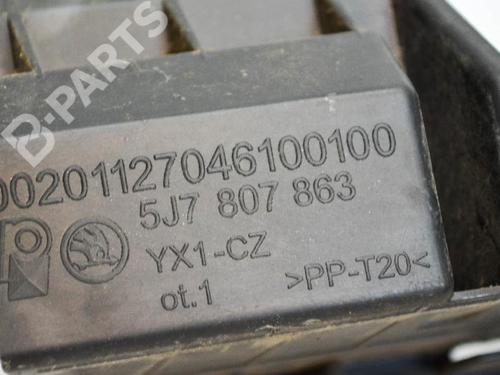 B-PARTS
00201127046100100
5J7 807 863
YX1-CZ
ot.1
>PP-T20<